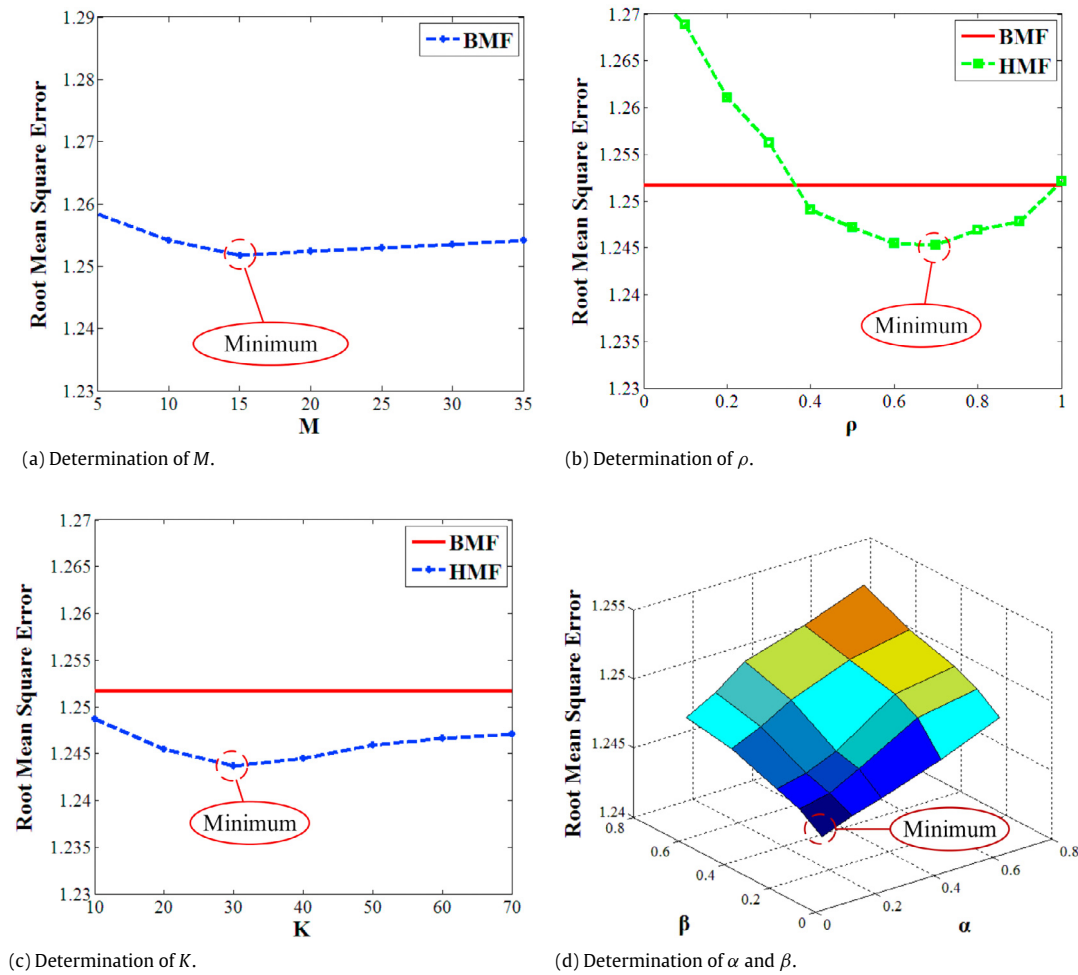 1.29
1.28
1.27
1.26
1.25
1.24
1.23
Root Mean Square Error
BMF
Minimum
5 10 15 20 25 30 35
M
(a) Determination of M.
1.27
1.265
1.26
1.255
1.25
1.245
1.24
1.235
1.23
Root Mean Square Error
BMF
HMF
Minimum
0 0.2 0.4 0.6 0.8 1
ρ
(b) Determination of ρ.
1.27
1.265
1.26
1.255
1.25
1.245
1.24
1.235
1.23
Root Mean Square Error
BMF
HMF
Minimum
10 20 30 40 50 60 70
K
(c) Determination of K.
1.255
1.25
1.245
1.24
Root Mean Square Error
Minimum
0.8
0.6
0.4
0.2
0
β
0
0.2
0.4
0.6
0.8
α
(d) Determination of α and β.